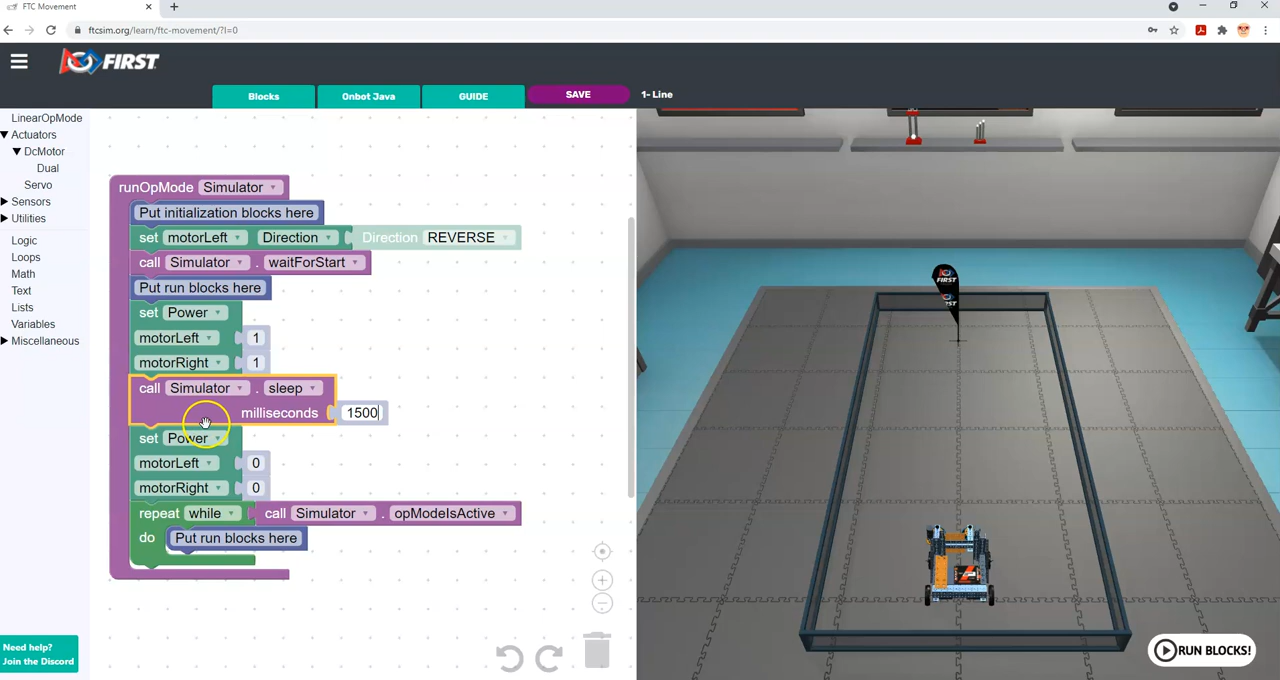 FTC Movement
ftcsim.org/learn/ftc-movement/?l=0
FIRST
Blocks
Onbot Java
GUIDE
SAVE
1- Line
LinearOpMode
Actuators
DcMotor
Dual
Servo
Sensors
Utilities
Logic
Loops
Math
Text
Lists
Variables
Miscellaneous
Need help?
Join the Discord
runOpMode Simulator
Put initialization blocks here
set motorLeft . Direction Direction REVERSE
call Simulator . waitForStart
Put run blocks here
set Power
motorLeft 1
motorRight 1
call Simulator . sleep
milliseconds 1500
set Power
motorLeft 0
motorRight 0
repeat while call Simulator . opModeIsActive
do Put run blocks here
FIRST
RUN BLOCKS!